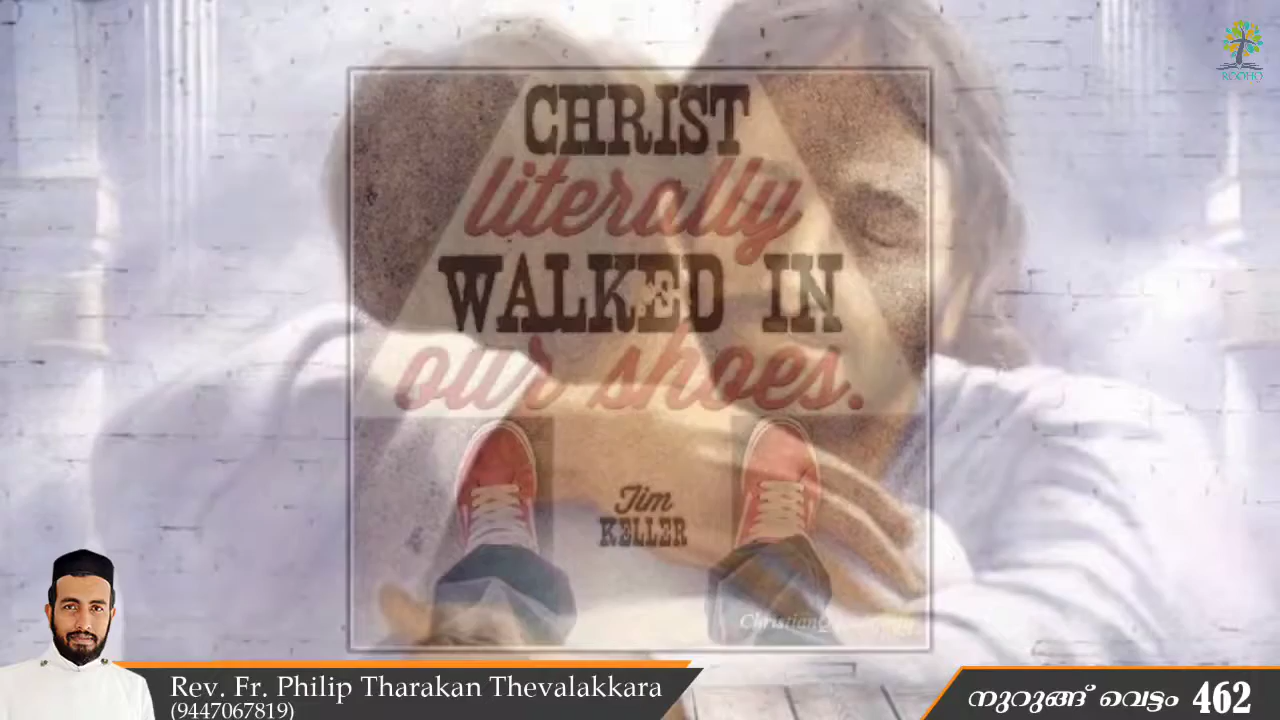 ROOHO
CHRIST
literally
WALKED IN
our shoes.
Tim
KELLER
Rev. Fr. Philip Tharakan Thevalakkara
(9447067819)
നുറുങ്ങ് വെട്ടം 462